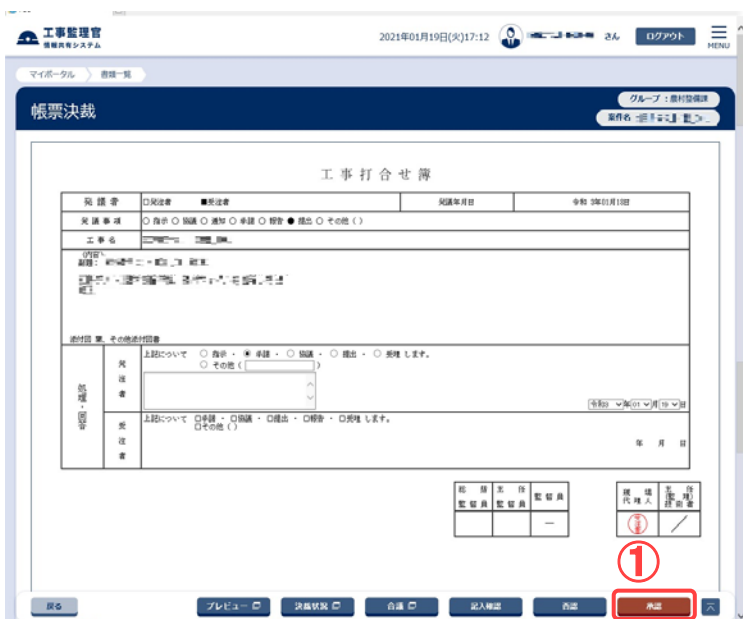 工事監理官
情報共有システム
2021年01月19日(火)17:12
さん
ログアウト
MENU
マイポータル
書類一覧
帳票決裁
グループ：農村整備課
案件名：
工事打合せ簿
発議者
□発注者 ■受注者
発議年月日
令和 3年01月18日
発議事項
○ 指示 ○ 協議 ○ 通知 ○ 承諾 ○ 報告 ● 提出 ○ その他 ( )
工事名
(内容)
副題：
添付図 葉、その他添付図書
処理・回答
発注者
上記について ○ 指示 ・ ◉ 承諾 ・ ○ 協議 ・ ○ 提出 ・ ○ 受理 します。
○ その他 ( )
令和3 年 01 月 19 日
受注者
上記について □承諾 ・ □協議 ・ □提出 ・ □報告 ・ □受理 します。
□その他 ( )
年 月 日
総括監督員
主任監督員
監督員
現場代理人
主任(監理)技術者
－
／
①
戻る
プレビュー
決裁状況
合議
記入確認
否認
承認